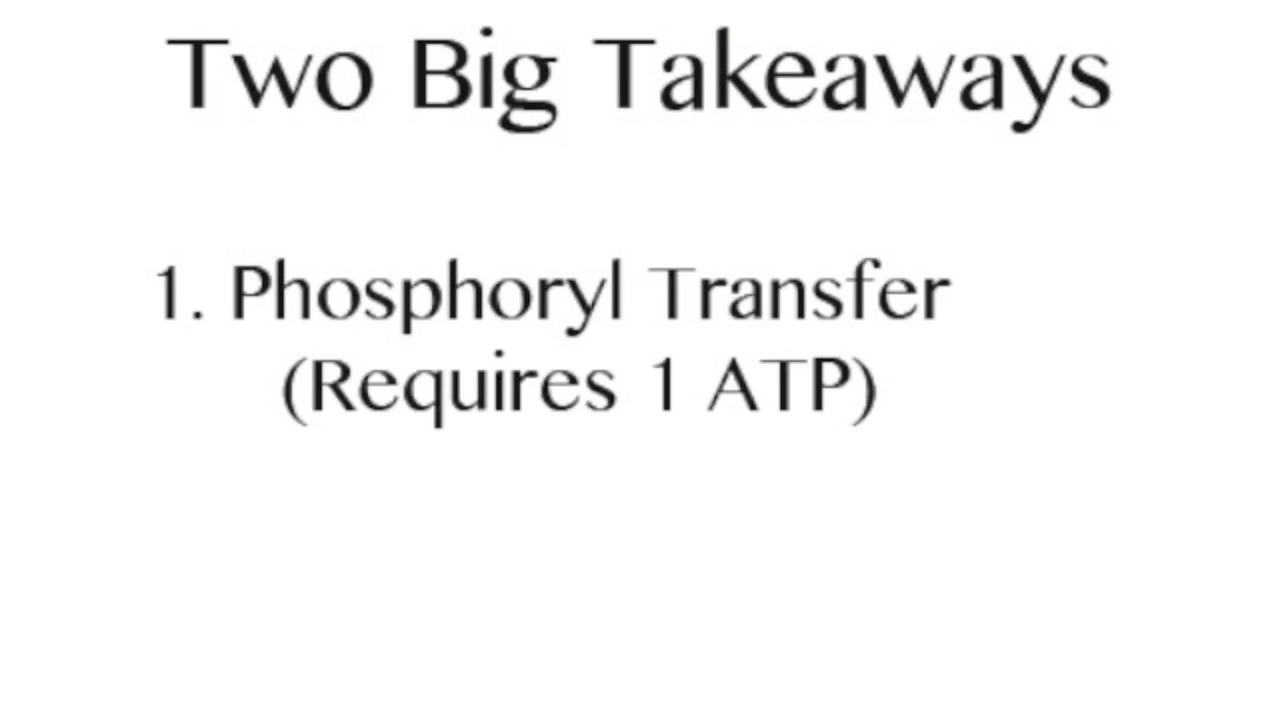 Two Big Takeaways
1. Phosphoryl Transfer
(Requires 1 ATP)